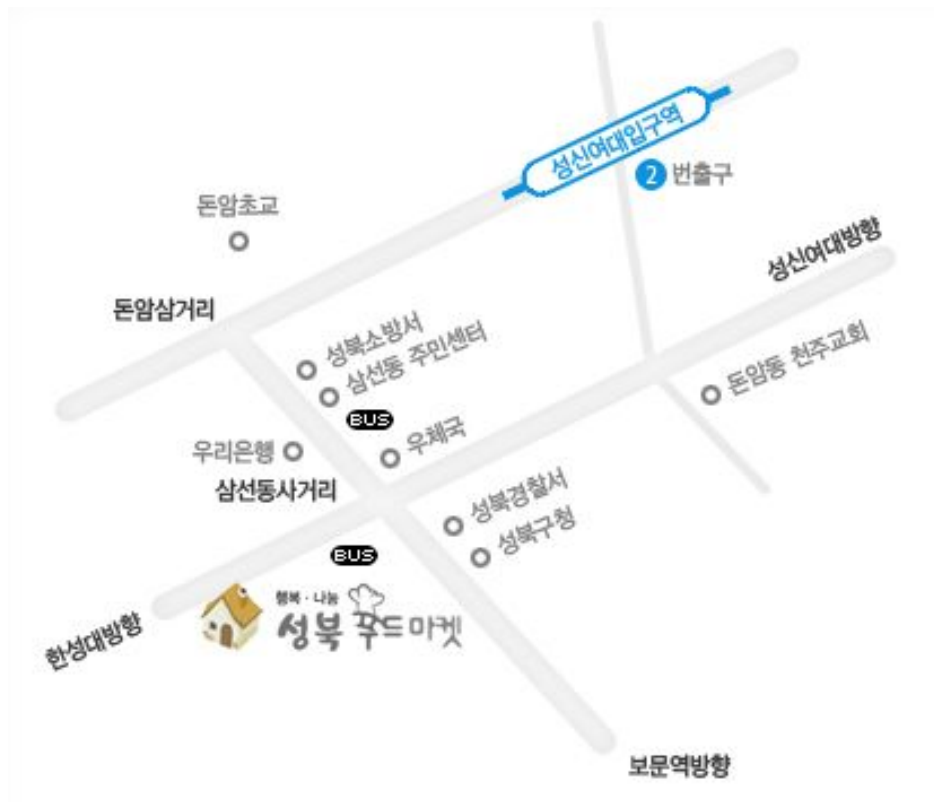 성신여대입구역
2 번출구
돈암초교
성신여대방향
돈암삼거리
성북소방서
삼선동 주민센터
돈암동 천주교회
BUS
우체국
우리은행
삼선동사거리
성북경찰서
성북구청
BUS
행복·나눔
성북 푸드마켓
한성대방향
보문역방향